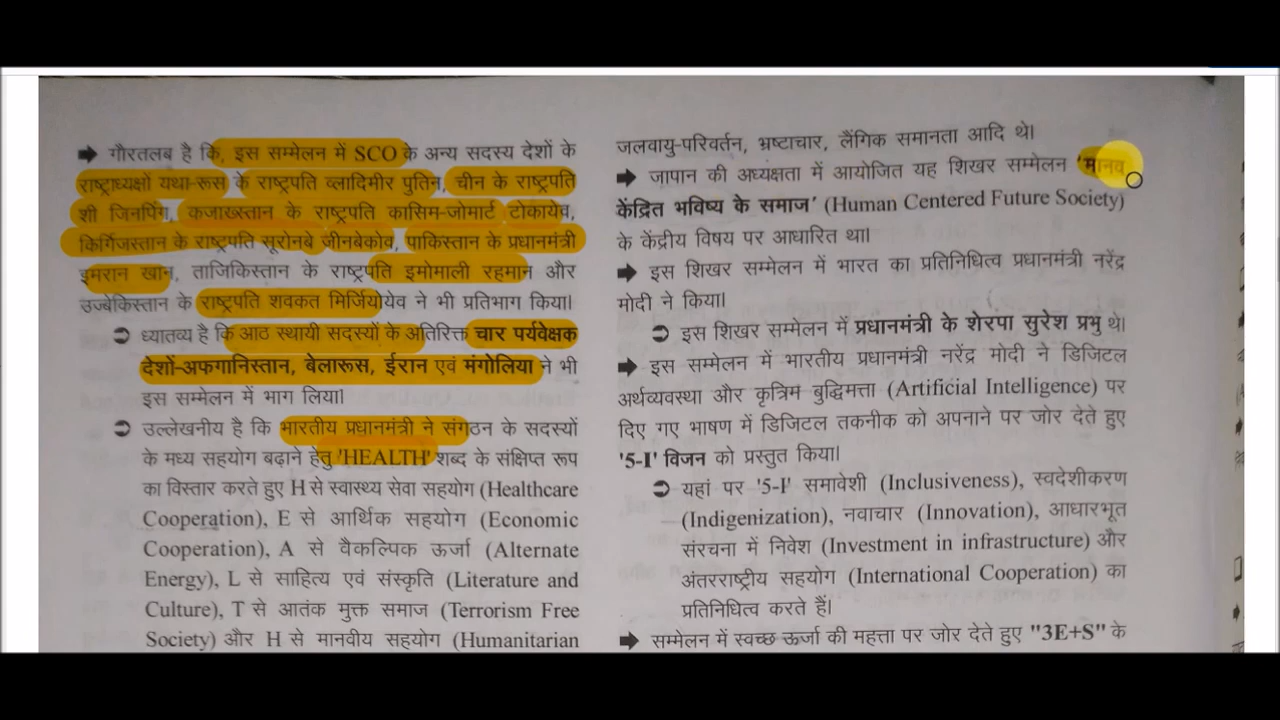 ➡ गौरतलब है कि, इस सम्मेलन में SCO के अन्य सदस्य देशों के
राष्ट्राध्यक्षों यथा-रूस के राष्ट्रपति व्लादिमीर पुतिन, चीन के राष्ट्रपति
शी जिनपिंग, कजाख्स्तान के राष्ट्रपति कासिम-जोमार्ट टोकायेव,
किर्गिजस्तान के राष्ट्रपति सूरोनबे जीनबेकोव, पाकिस्तान के प्रधानमंत्री
इमरान खान, ताजिकिस्तान के राष्ट्रपति इमोमाली रहमान और
उज्बेकिस्तान के राष्ट्रपति शवकत मिर्जियोयेव ने भी प्रतिभाग किया।
➲ ध्यातव्य है कि आठ स्थायी सदस्यों के अतिरिक्त चार पर्यवेक्षक
देशों-अफगानिस्तान, बेलारूस, ईरान एवं मंगोलिया ने भी
इस सम्मेलन में भाग लिया।
➲ उल्लेखनीय है कि भारतीय प्रधानमंत्री ने संगठन के सदस्यों
के मध्य सहयोग बढ़ाने हेतु 'HEALTH' शब्द के संक्षिप्त रूप
का विस्तार करते हुए H से स्वास्थ्य सेवा सहयोग (Healthcare
Cooperation), E से आर्थिक सहयोग (Economic
Cooperation), A से वैकल्पिक ऊर्जा (Alternate
Energy), L से साहित्य एवं संस्कृति (Literature and
Culture), T से आतंक मुक्त समाज (Terrorism Free
Society) और H से मानवीय सहयोग (Humanitarian
जलवायु-परिवर्तन, भ्रष्टाचार, लैंगिक समानता आदि थे।
➡ जापान की अध्यक्षता में आयोजित यह शिखर सम्मेलन 'मानव
केंद्रित भविष्य के समाज' (Human Centered Future Society)
के केंद्रीय विषय पर आधारित था।
➡ इस शिखर सम्मेलन में भारत का प्रतिनिधित्व प्रधानमंत्री नरेंद्र
मोदी ने किया।
➲ इस शिखर सम्मेलन में प्रधानमंत्री के शेरपा सुरेश प्रभु थे।
➡ इस सम्मेलन में भारतीय प्रधानमंत्री नरेंद्र मोदी ने डिजिटल
अर्थव्यवस्था और कृत्रिम बुद्धिमत्ता (Artificial Intelligence) पर
दिए गए भाषण में डिजिटल तकनीक को अपनाने पर जोर देते हुए
'5-I' विजन को प्रस्तुत किया।
➲ यहां पर '5-I' समावेशी (Inclusiveness), स्वदेशीकरण
(Indigenization), नवाचार (Innovation), आधारभूत
संरचना में निवेश (Investment in infrastructure) और
अंतरराष्ट्रीय सहयोग (International Cooperation) का
प्रतिनिधित्व करते हैं।
➡ सम्मेलन में स्वच्छ ऊर्जा की महत्ता पर जोर देते हुए "3E+S" के